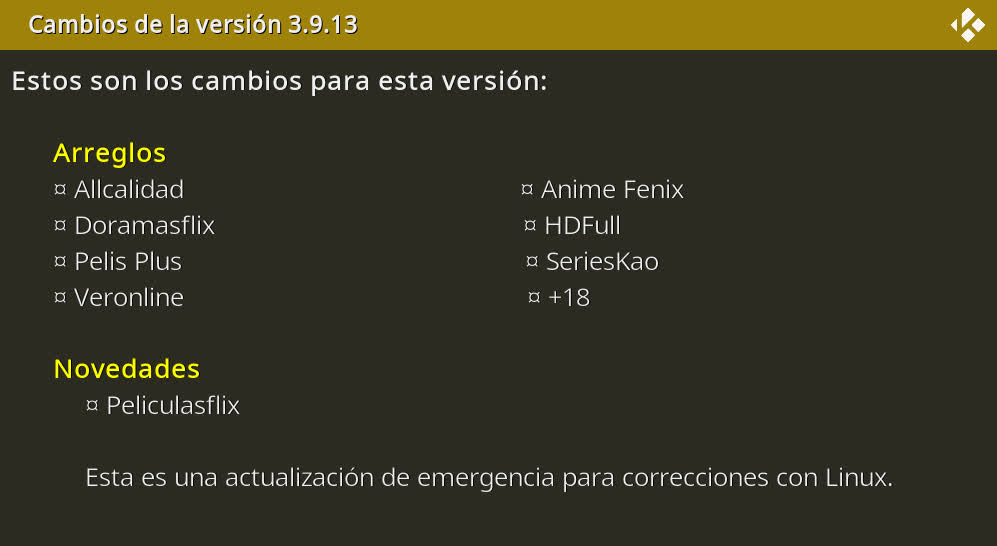 Cambios de la versión 3.9.13
Estos son los cambios para esta versión:
Arreglos
¤ Allcalidad ¤ Anime Fenix
¤ Doramasflix ¤ HDFull
¤ Pelis Plus ¤ SeriesKao
¤ Veronline ¤ +18
Novedades
¤ Peliculasflix
Esta es una actualización de emergencia para correcciones con Linux.